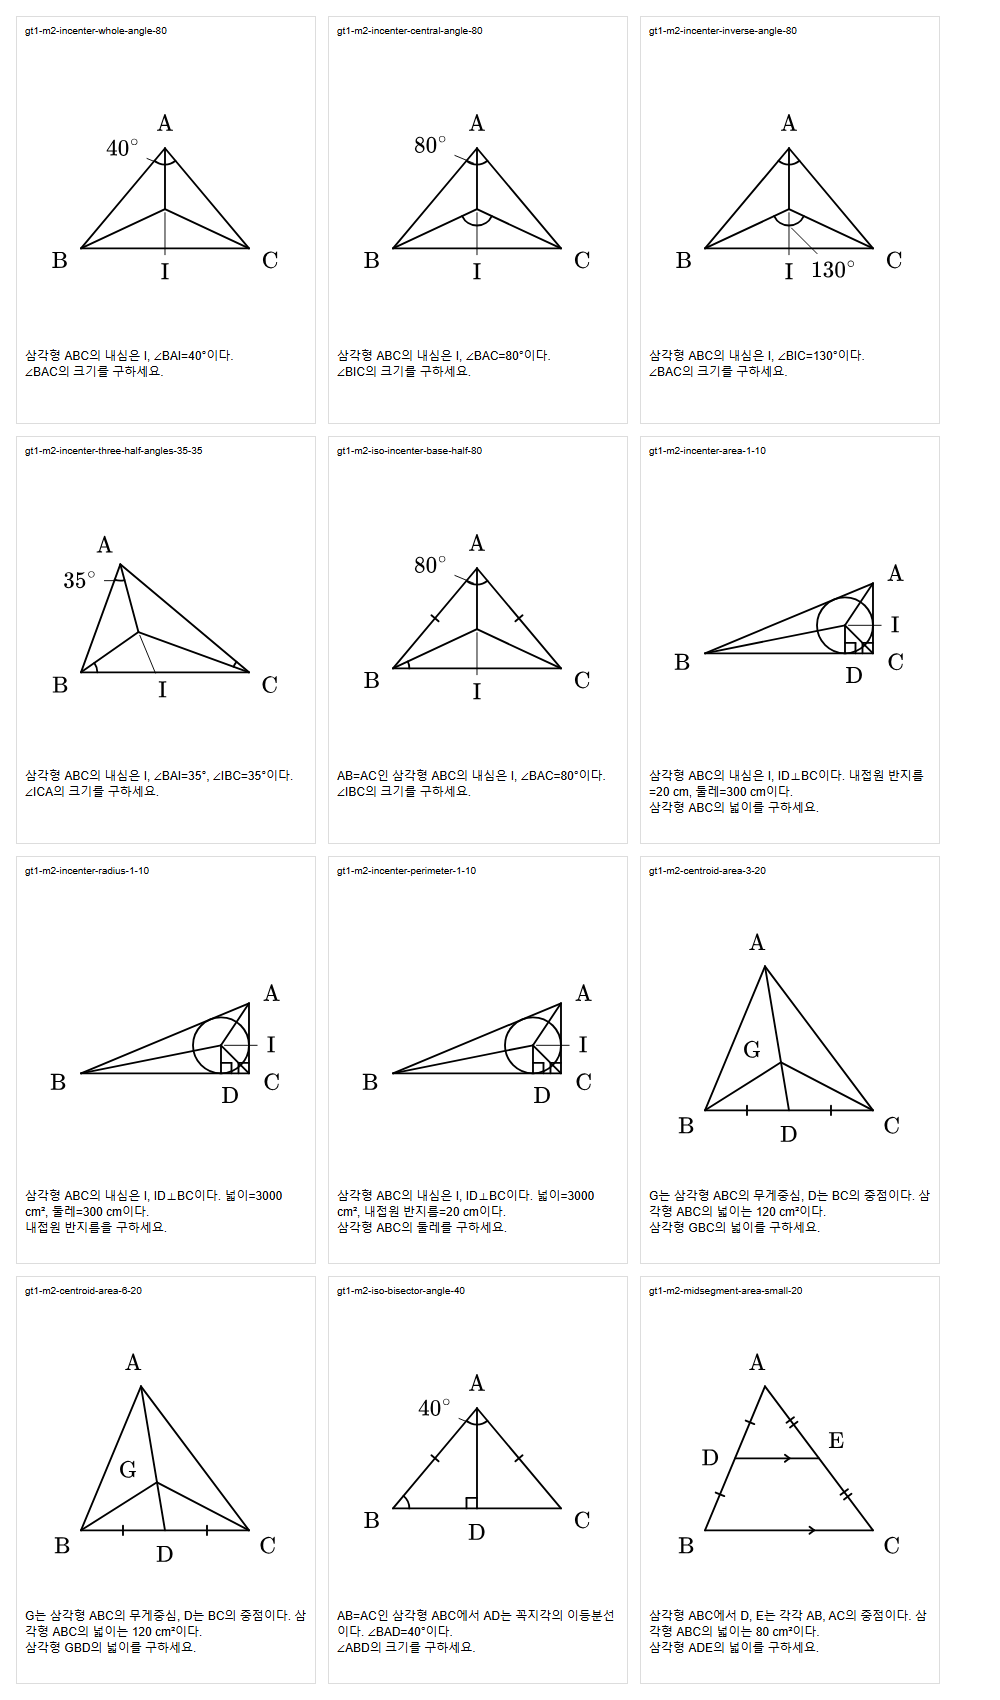 gt1-m2-incenter-whole-angle-80
A
40°
B
I
C
삼각형 ABC의 내심은 I, ∠BAI=40°이다.
∠BAC의 크기를 구하세요.
gt1-m2-incenter-central-angle-80
A
80°
B
I
C
삼각형 ABC의 내심은 I, ∠BAC=80°이다.
∠BIC의 크기를 구하세요.
gt1-m2-incenter-inverse-angle-80
A
B
I 130°
C
삼각형 ABC의 내심은 I, ∠BIC=130°이다.
∠BAC의 크기를 구하세요.
gt1-m2-incenter-three-half-angles-35-35
A
35°
B
I
C
삼각형 ABC의 내심은 I, ∠BAI=35°, ∠IBC=35°이다.
∠ICA의 크기를 구하세요.
gt1-m2-iso-incenter-base-half-80
A
80°
B
I
C
AB=AC인 삼각형 ABC의 내심은 I, ∠BAC=80°이다.
∠IBC의 크기를 구하세요.
gt1-m2-incenter-area-1-10
A
I
B
C
D
삼각형 ABC의 내심은 I, ID⊥BC이다. 내접원 반지름
=20 cm, 둘레=300 cm이다.
삼각형 ABC의 넓이를 구하세요.
gt1-m2-incenter-radius-1-10
A
I
B
C
D
삼각형 ABC의 내심은 I, ID⊥BC이다. 넓이=3000
cm², 둘레=300 cm이다.
내접원 반지름을 구하세요.
gt1-m2-incenter-perimeter-1-10
A
I
B
C
D
삼각형 ABC의 내심은 I, ID⊥BC이다. 넓이=3000
cm², 내접원 반지름=20 cm이다.
삼각형 ABC의 둘레를 구하세요.
gt1-m2-centroid-area-3-20
A
G
B
C
D
G는 삼각형 ABC의 무게중심, D는 BC의 중점이다. 삼
각형 ABC의 넓이는 120 cm²이다.
삼각형 GBC의 넓이를 구하세요.
gt1-m2-centroid-area-6-20
A
G
B
C
D
G는 삼각형 ABC의 무게중심, D는 BC의 중점이다. 삼
각형 ABC의 넓이는 120 cm²이다.
삼각형 GBD의 넓이를 구하세요.
gt1-m2-iso-bisector-angle-40
A
40°
B
C
D
AB=AC인 삼각형 ABC에서 AD는 꼭지각의 이등분선
이다. ∠BAD=40°이다.
∠ABD의 크기를 구하세요.
gt1-m2-midsegment-area-small-20
A
E
D
B
C
삼각형 ABC에서 D, E는 각각 AB, AC의 중점이다. 삼
각형 ABC의 넓이는 80 cm²이다.
삼각형 ADE의 넓이를 구하세요.